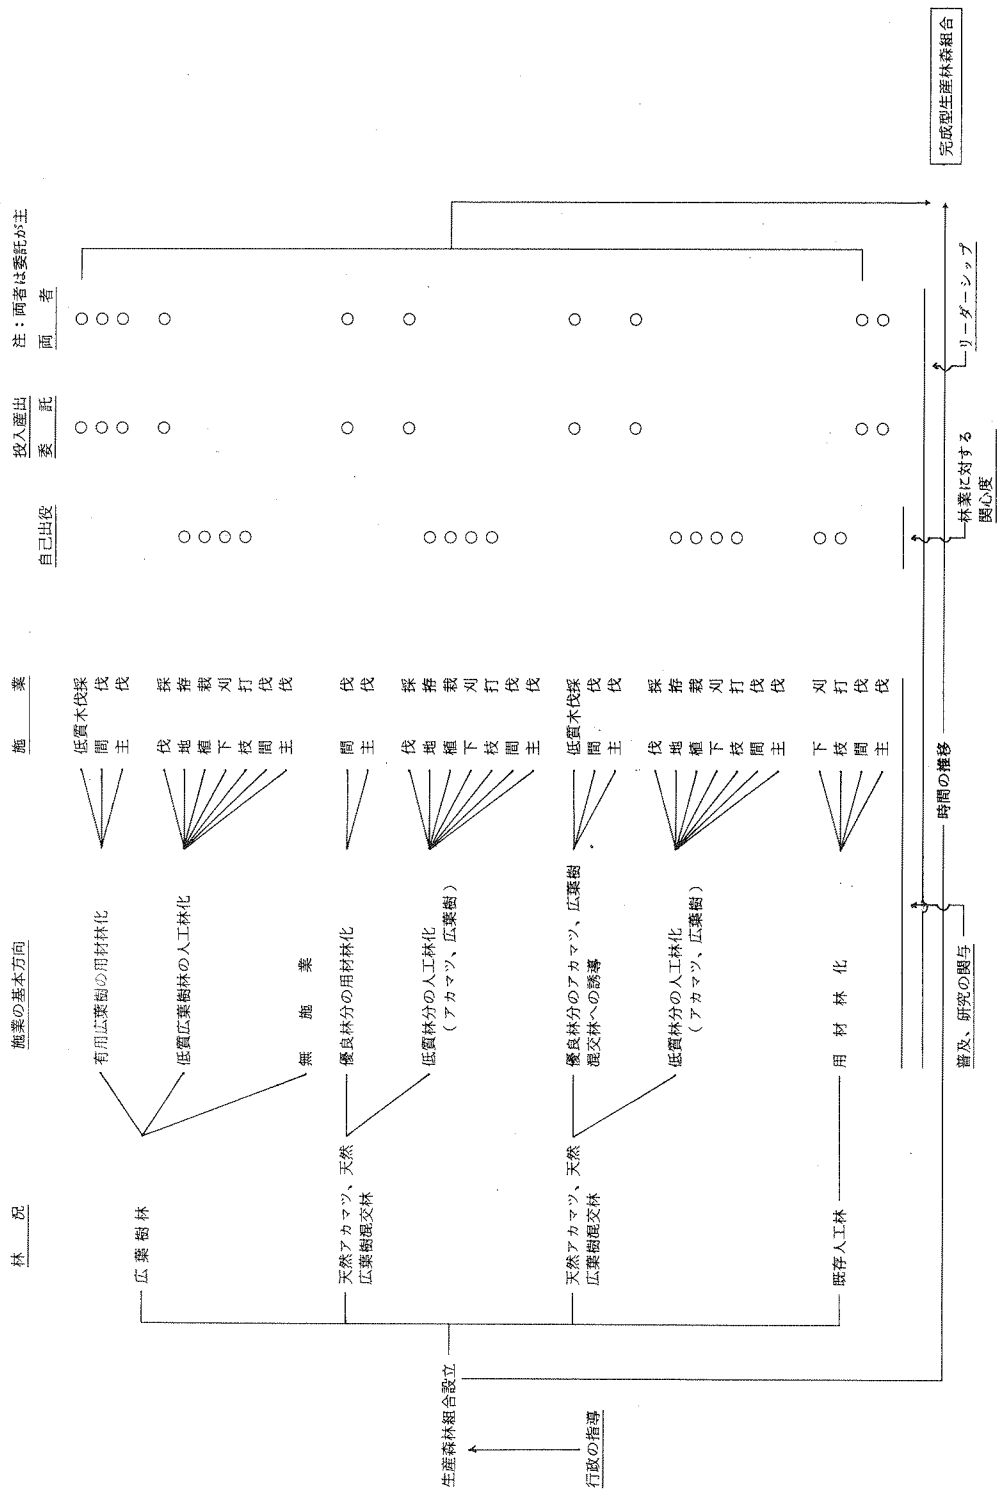 注：両者は委託が主
投入産出
林　況
施業の基本方向
施　業
自己出役
委　託
両　者
広葉樹林
有用広葉樹の用材林化
低質木伐採 ○ ○
間伐 ○ ○
主伐 ○ ○
低質広葉樹林の人工林化
伐採 ○ ○
地拵 ○
植栽 ○
下刈 ○
枝打 ○
間伐
主伐
無施業
天然アカマツ、天然
広葉樹混交林
優良林分の用材林化
間伐 ○ ○
主伐
低質林分の人工林化
（アカマツ、広葉樹）
伐採 ○ ○
地拵 ○
植栽 ○
下刈 ○
枝打 ○
間伐
主伐
生産森林組合設立
行政の指導
天然アカマツ、天然
広葉樹混交林
優良林分のアカマツ、広葉樹
混交林への誘導
低質木伐採 ○ ○
間伐
主伐
低質林分の人工林化
（アカマツ、広葉樹）
伐採 ○ ○
地拵 ○
植栽 ○
下刈 ○
枝打 ○
間伐
主伐
既存人工林
用材林化
下刈 ○
枝打 ○
間伐 ○ ○
主伐 ○ ○
時間の推移
完成型生産林森組合
普及、研究の関与
林業に対する
関心度
リーダーシップ